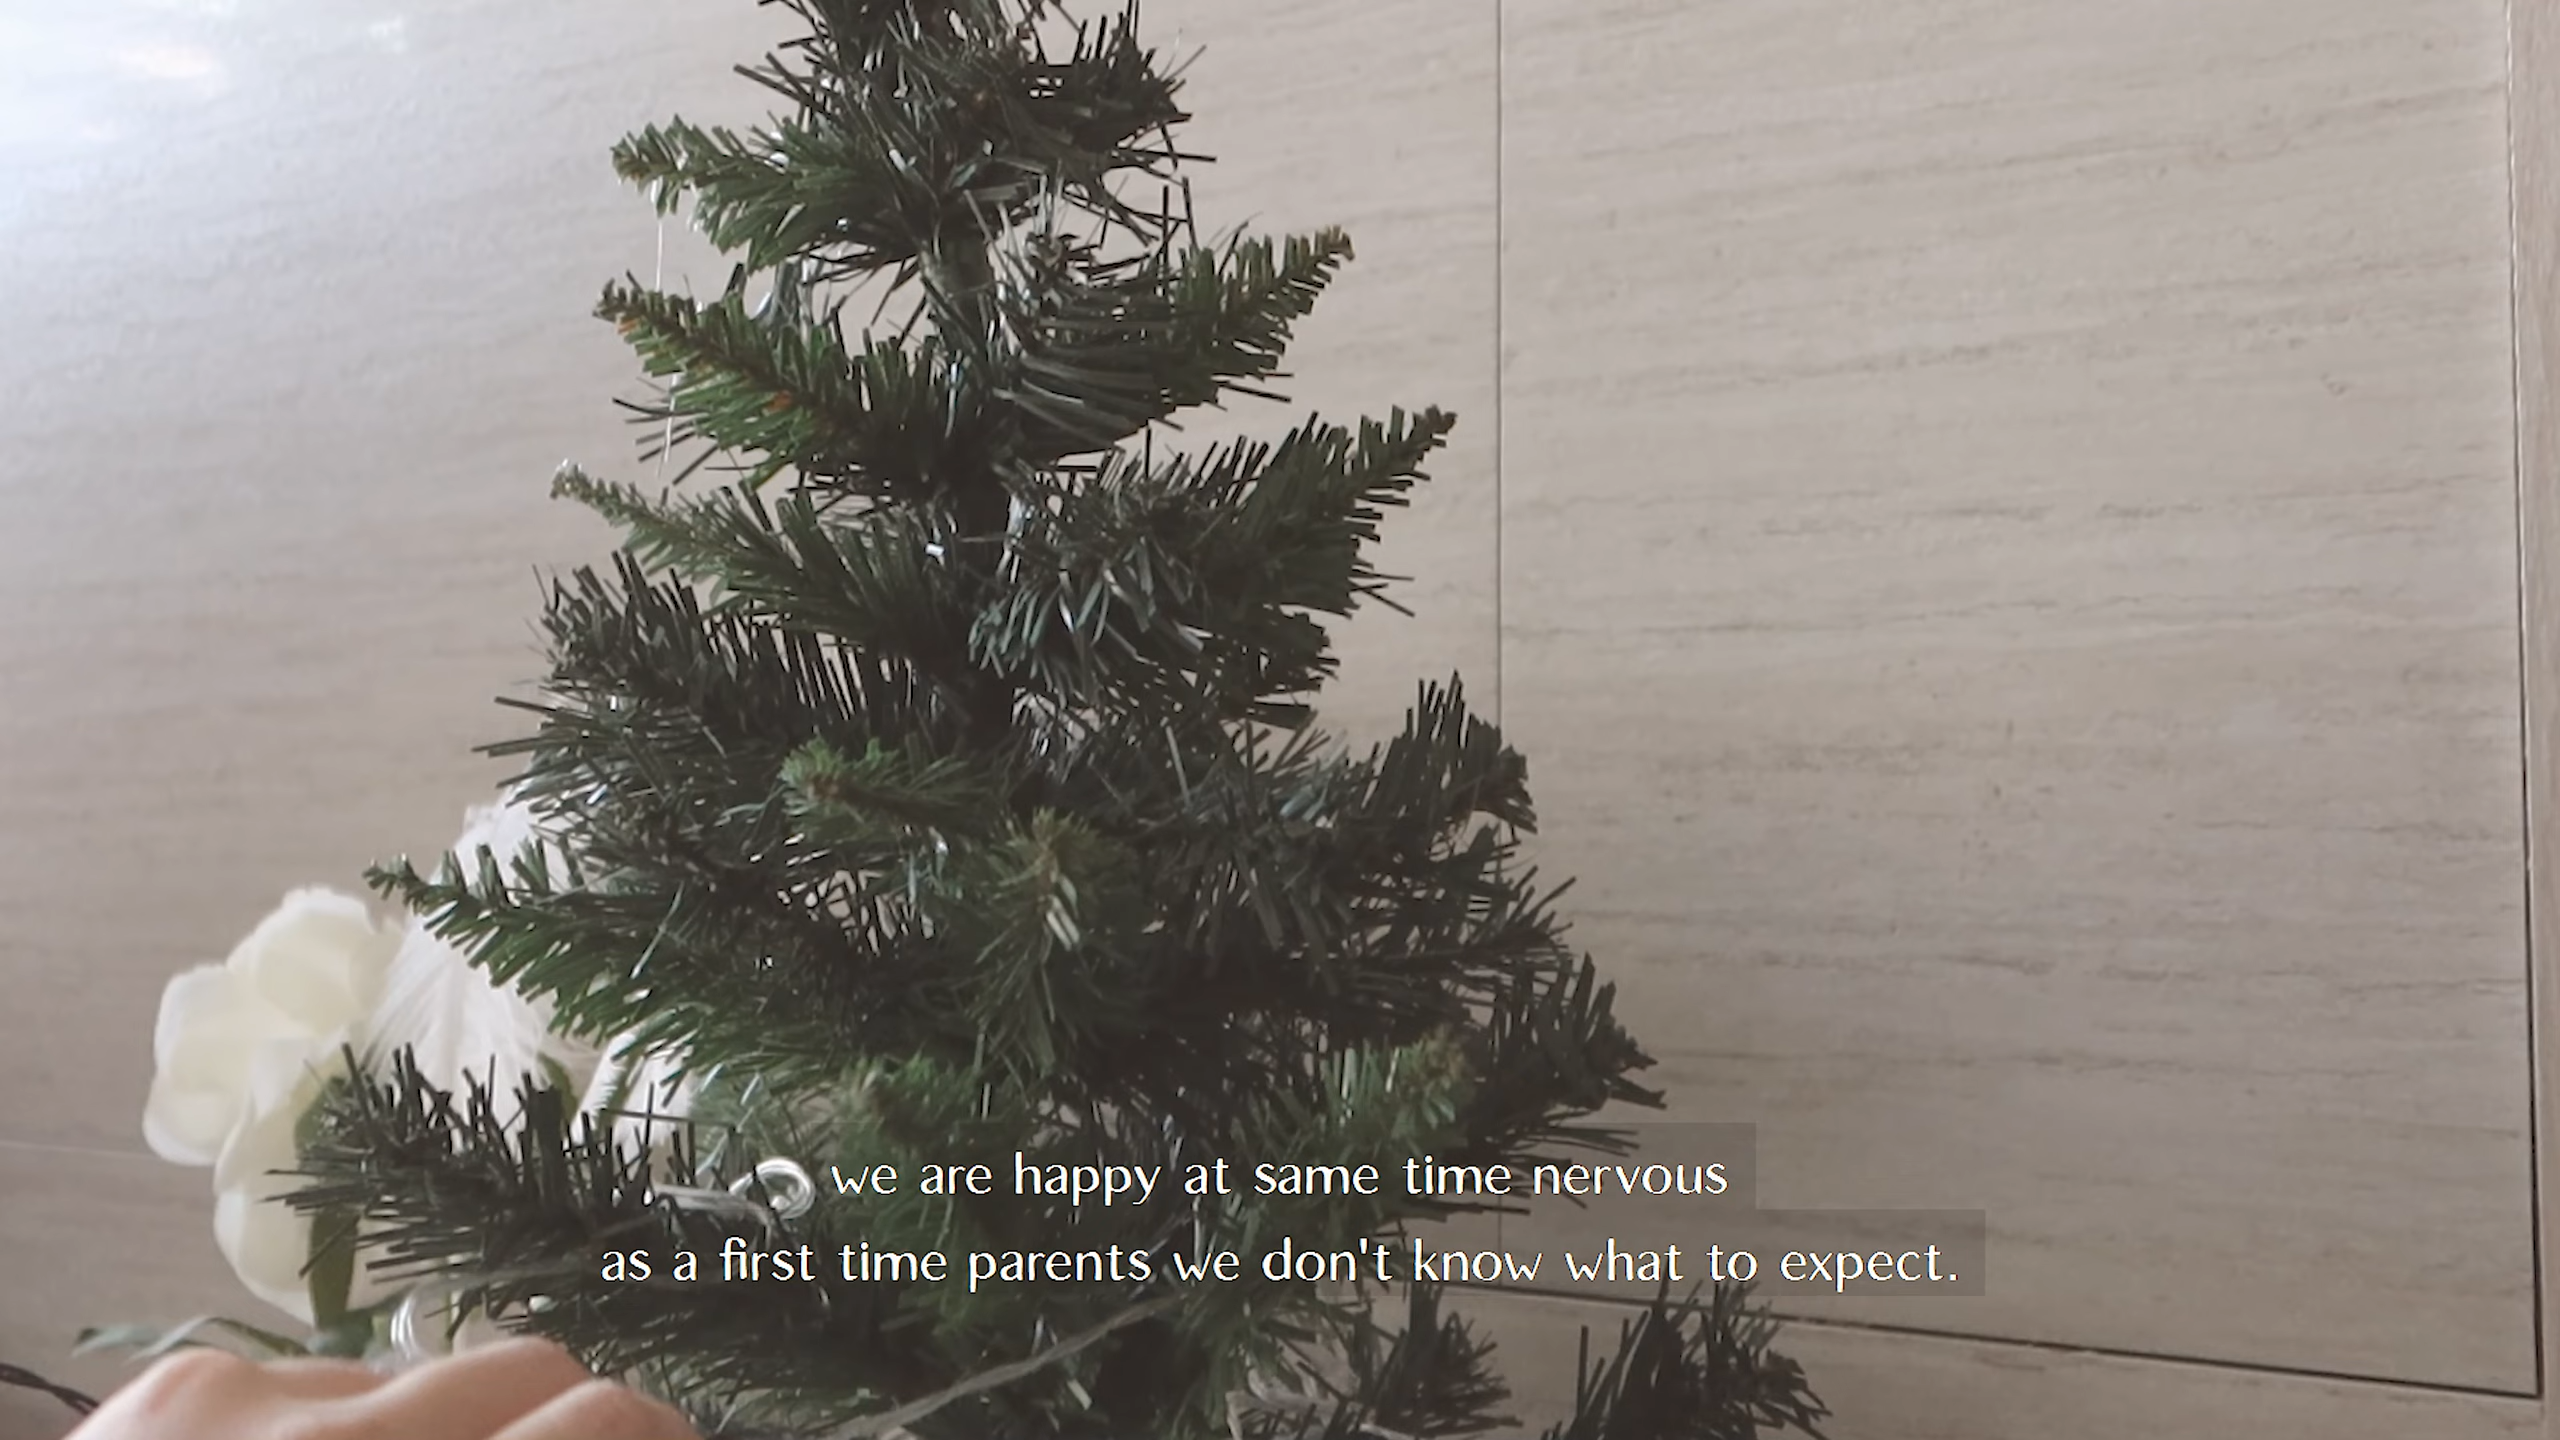 we are happy at same time nervous
as a first time parents we don't know what to expect.